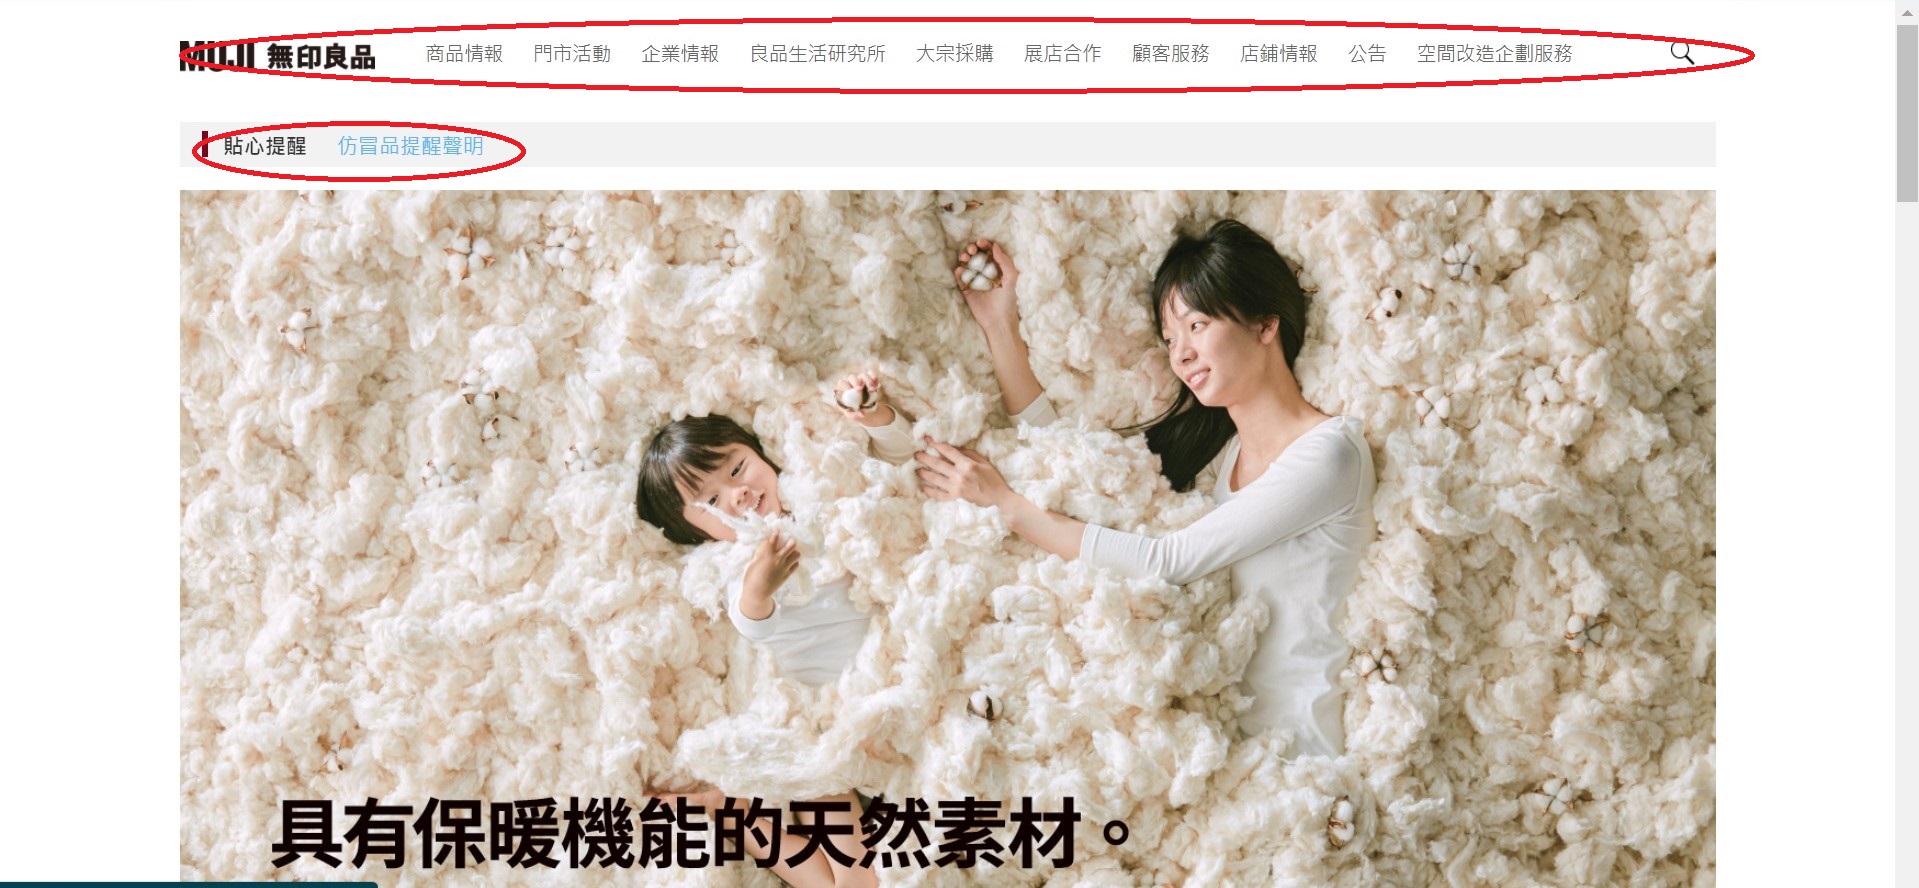 MUJI 無印良品 商品情報 門市活動 企業情報 良品生活研究所 大宗採購 展店合作 顧客服務 店鋪情報 公告 空間改造企劃服務
貼心提醒 仿冒品提醒聲明
具有保暖機能的天然素材。